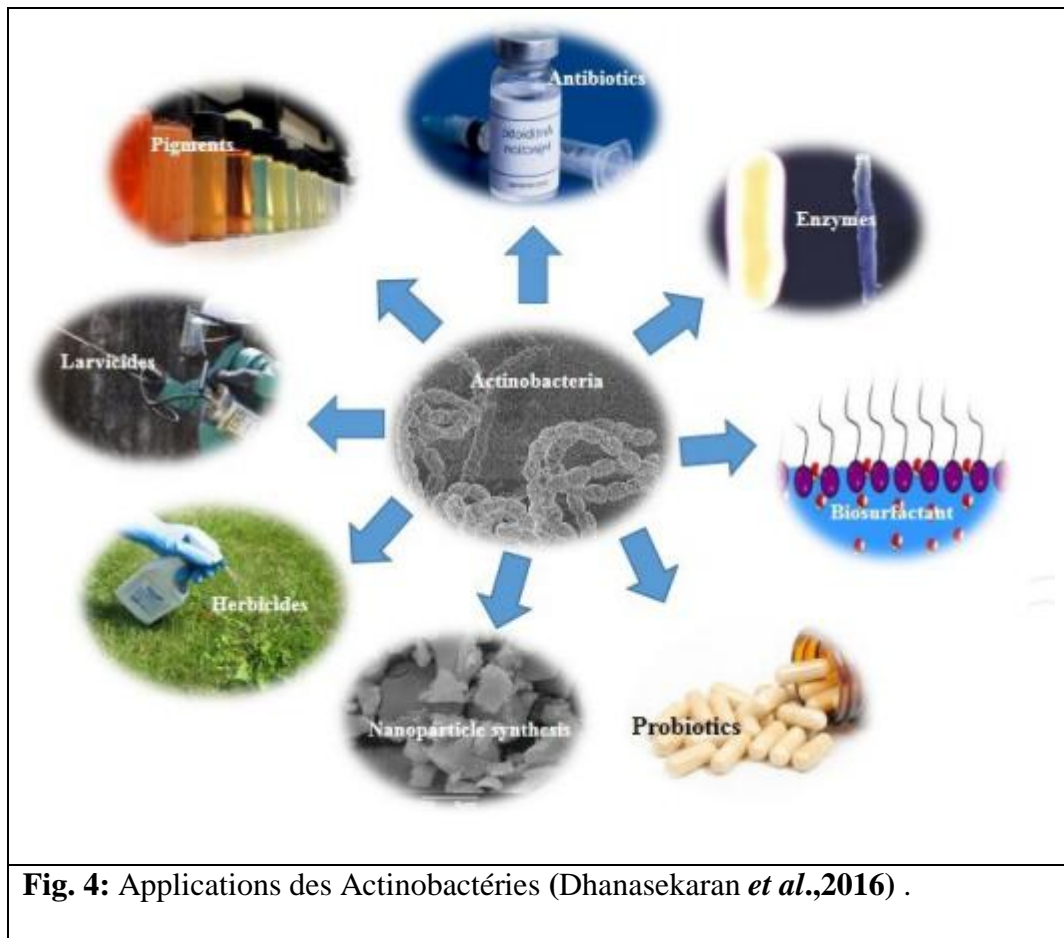 Antibiotics
Pigments
Enzymes
Larvicides
Actinobacteria
Biosurfactant
Herbicides
Nanoparticle synthesis
Probiotics
Fig. 4: Applications des Actinobactéries (Dhanasekaran et al.,2016) .